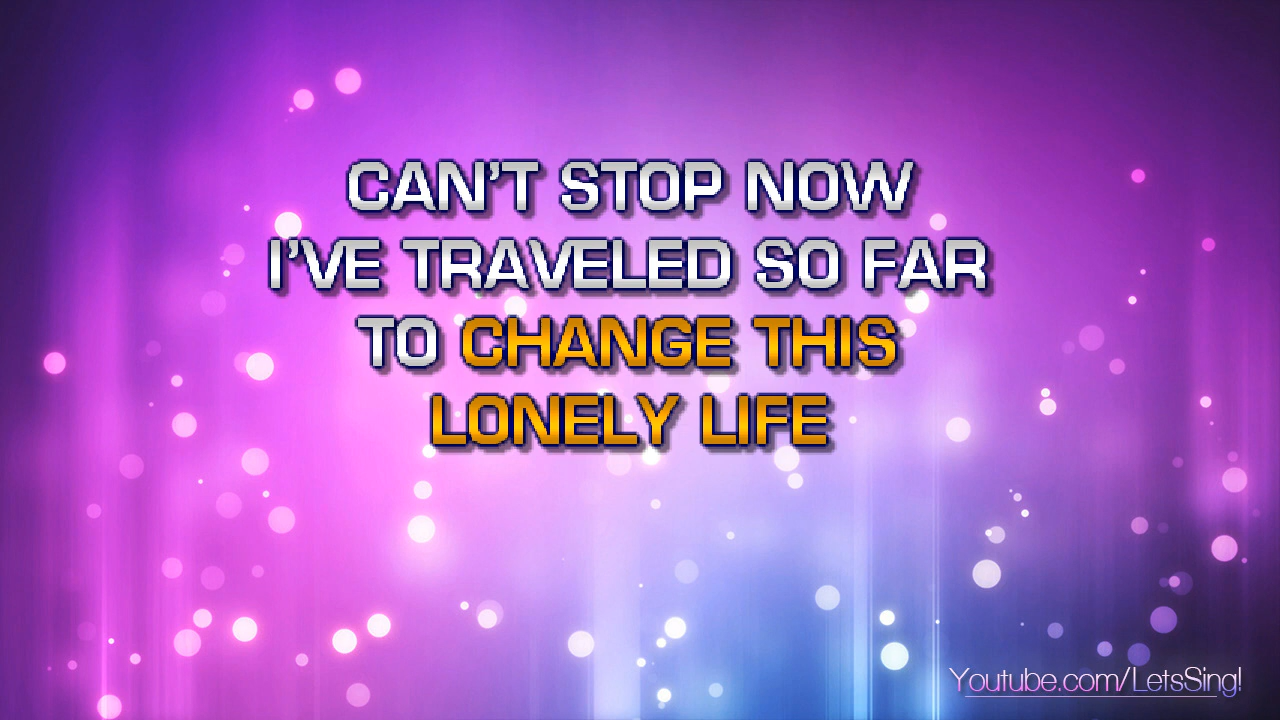 CAN'T STOP NOW
I'VE TRAVELED SO FAR
TO CHANGE THIS
LONELY LIFE
Youtube.com/LetsSing!